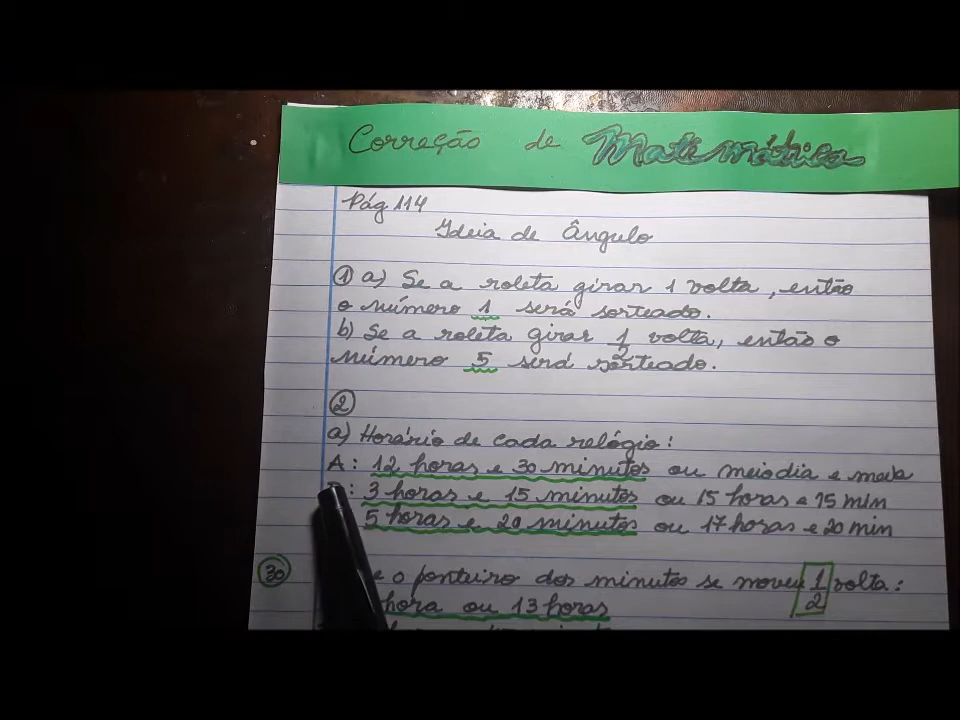 Correção de Matemática
Pág 114
Ideia de Ângulo
① a) Se a roleta girar 1 volta, então
o número 1 será sorteado.
b) Se a roleta girar 1/2 volta, então o
número 5 será sorteado.
②
a) Horário de cada relógio:
A: 12 horas e 30 minutos ou meio dia e meia
: 3 horas e 15 minutos ou 15 horas e 15 min
5 horas e 20 minutos ou 17 horas e 20 min
30 e o ponteiro dos minutos se moveu 1/2 volta:
hora ou 13 horas